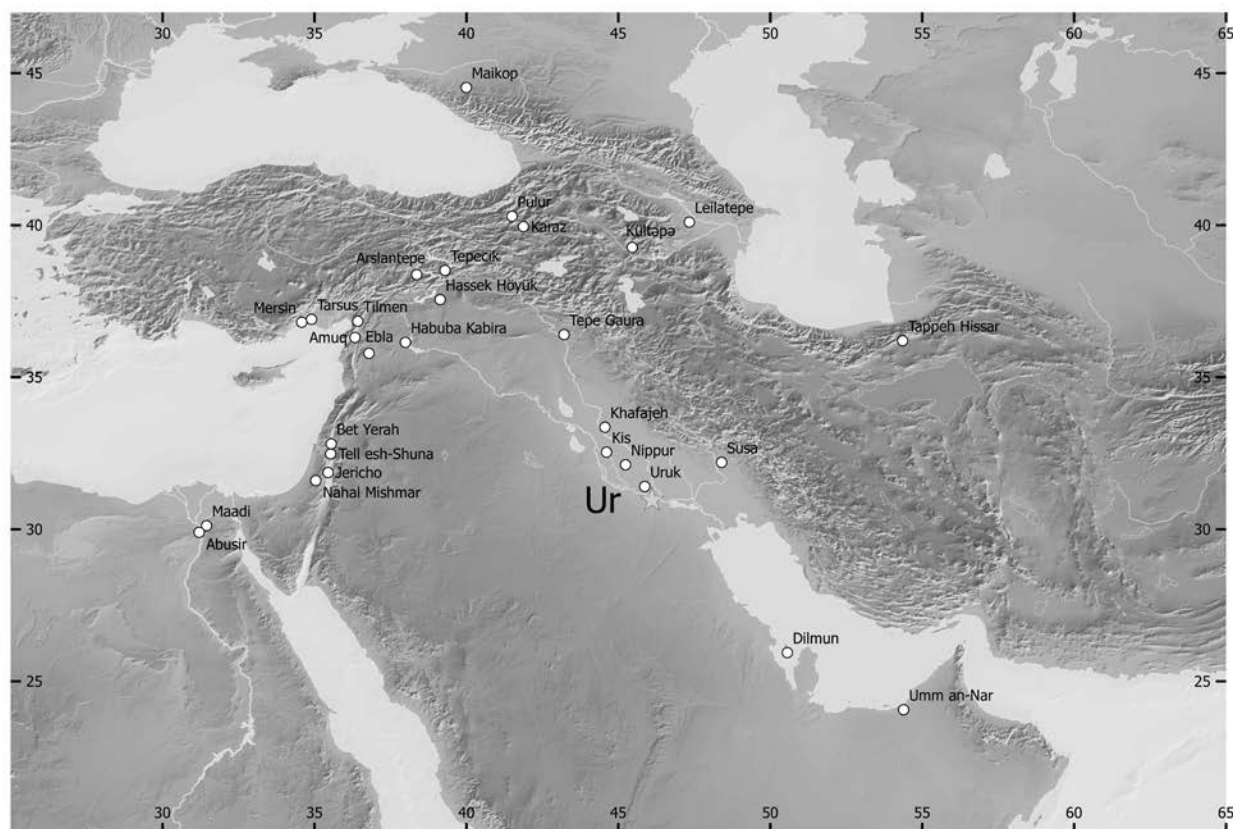 30 35 40 45 50 55 60 65
45 45
Maikop
Pulur
Leilatepe
40 40
Karaz
Kültəpə
Arslantepe Tepecik
Hassek Höyük
Mersin Tarsus Tilmen
Habuba Kabira
Tepe Gaura
Tappeh Hissar
Amuq Ebla
35 35
Khafajeh
Bet Yerah
Kis
Tell esh-Shuna
Nippur
Susa
Jericho
Uruk
Nahal Mishmar
Ur
Maadi
30 30
Abusir
Dilmun
25 25
Umm an-Nar
30 35 40 45 50 55 60 65